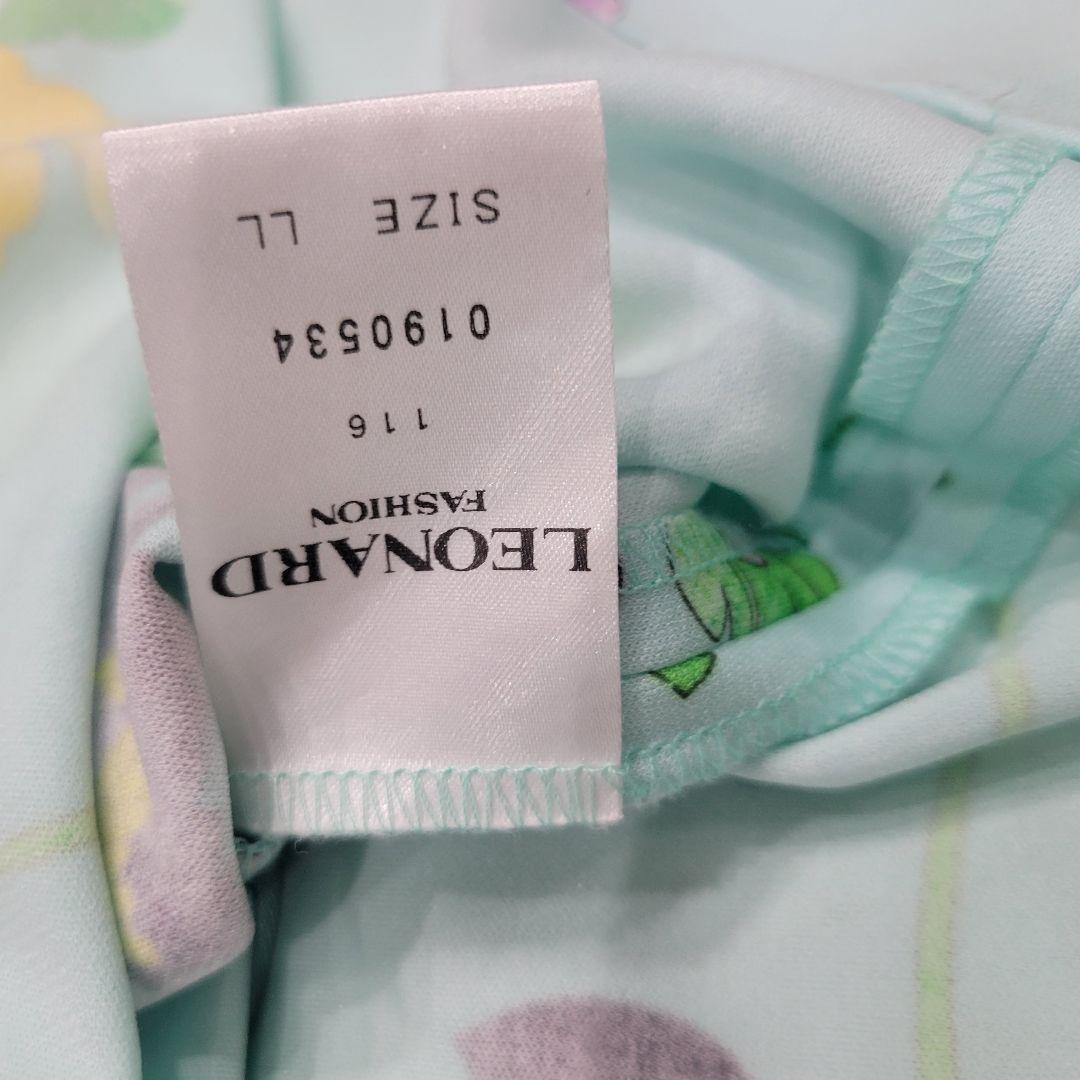 LEONARD
FASHION
116
0190534
SIZE LL